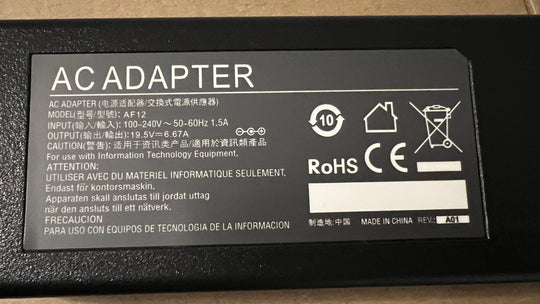 AC ADAPTER
AC ADAPTER (电源适配器/交換式電源供應器)
MODEL(型号/型號): AF12
INPUT(输入/輸入): 100-240V~ 50-60Hz 1.5A
OUTPUT(输出/輸出): 19.5V⎓6.67A
CAUTION(警告): 适用于资讯类产品/適用於資訊類產品
For use with Information Technology Equipment.
ATTENTION:
UTILISER AVEC DU MATERIEL INFORMATIQUE SEULEMENT.
Endast för kontorsmaskin.
Apparaten skall anslutas till jordat uttag
när den ansluts till ett nätverk.
PRECAUCION
PARA USO CON EQUIPOS DE TECNOLOGIA DE LA INFORMACION
10
RoHS CE
制造地: 中国 MADE IN CHINA REV.: A01